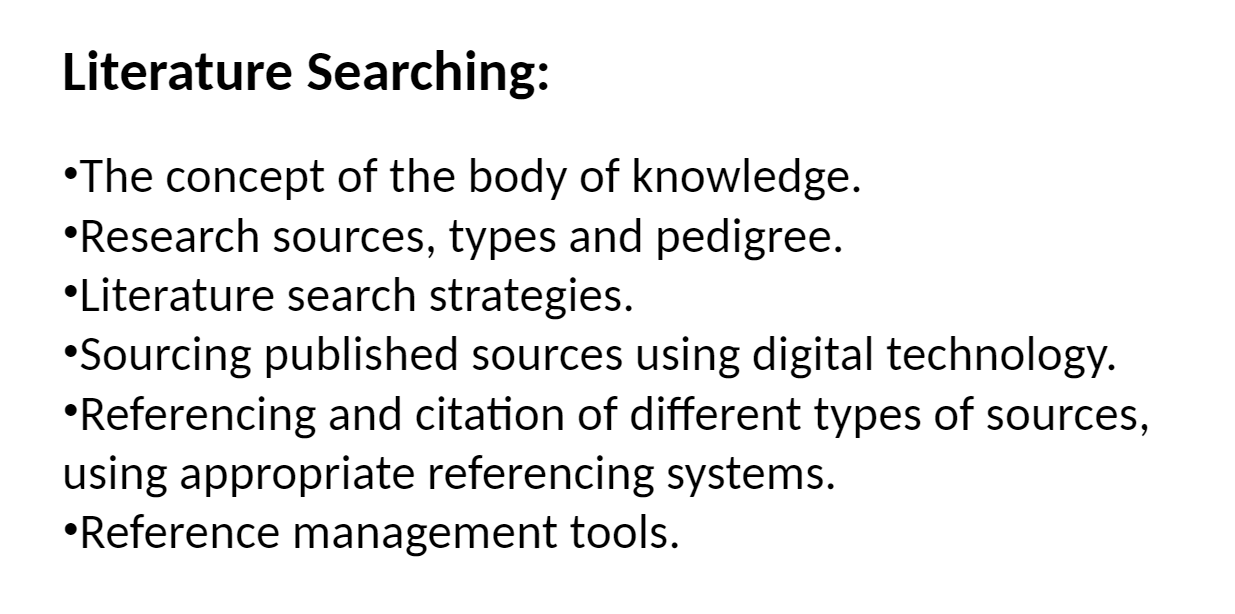 Literature Searching:
•The concept of the body of knowledge.
•Research sources, types and pedigree.
•Literature search strategies.
•Sourcing published sources using digital technology.
•Referencing and citation of different types of sources,
using appropriate referencing systems.
•Reference management tools.